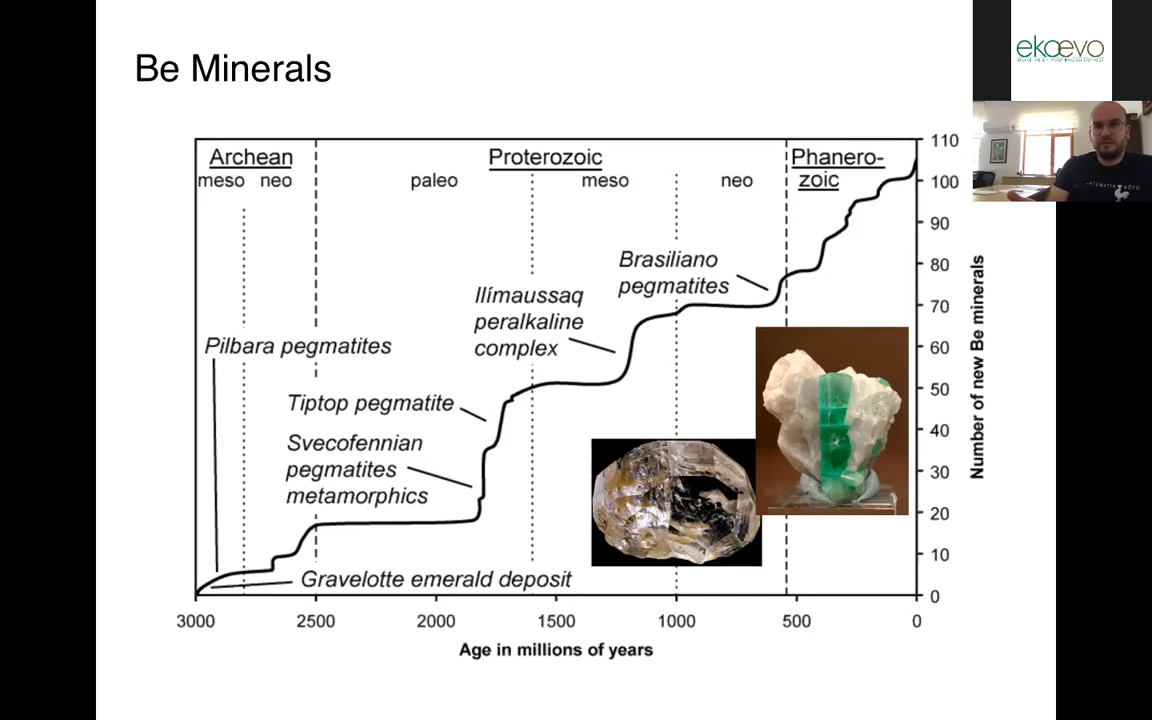 Be Minerals
ekoevo
Archean
meso neo
Proterozoic
paleo
meso
neo
Phanero-
zoic
Pilbara pegmatites
Tiptop pegmatite
Svecofennian
pegmatites
metamorphics
Gravelotte emerald deposit
Ilímaussaq
peralkaline
complex
Brasiliano
pegmatites
110
100
90
80
70
60
50
40
30
20
10
0
Number of new Be minerals
3000 2500 2000 1500 1000 500 0
Age in millions of years